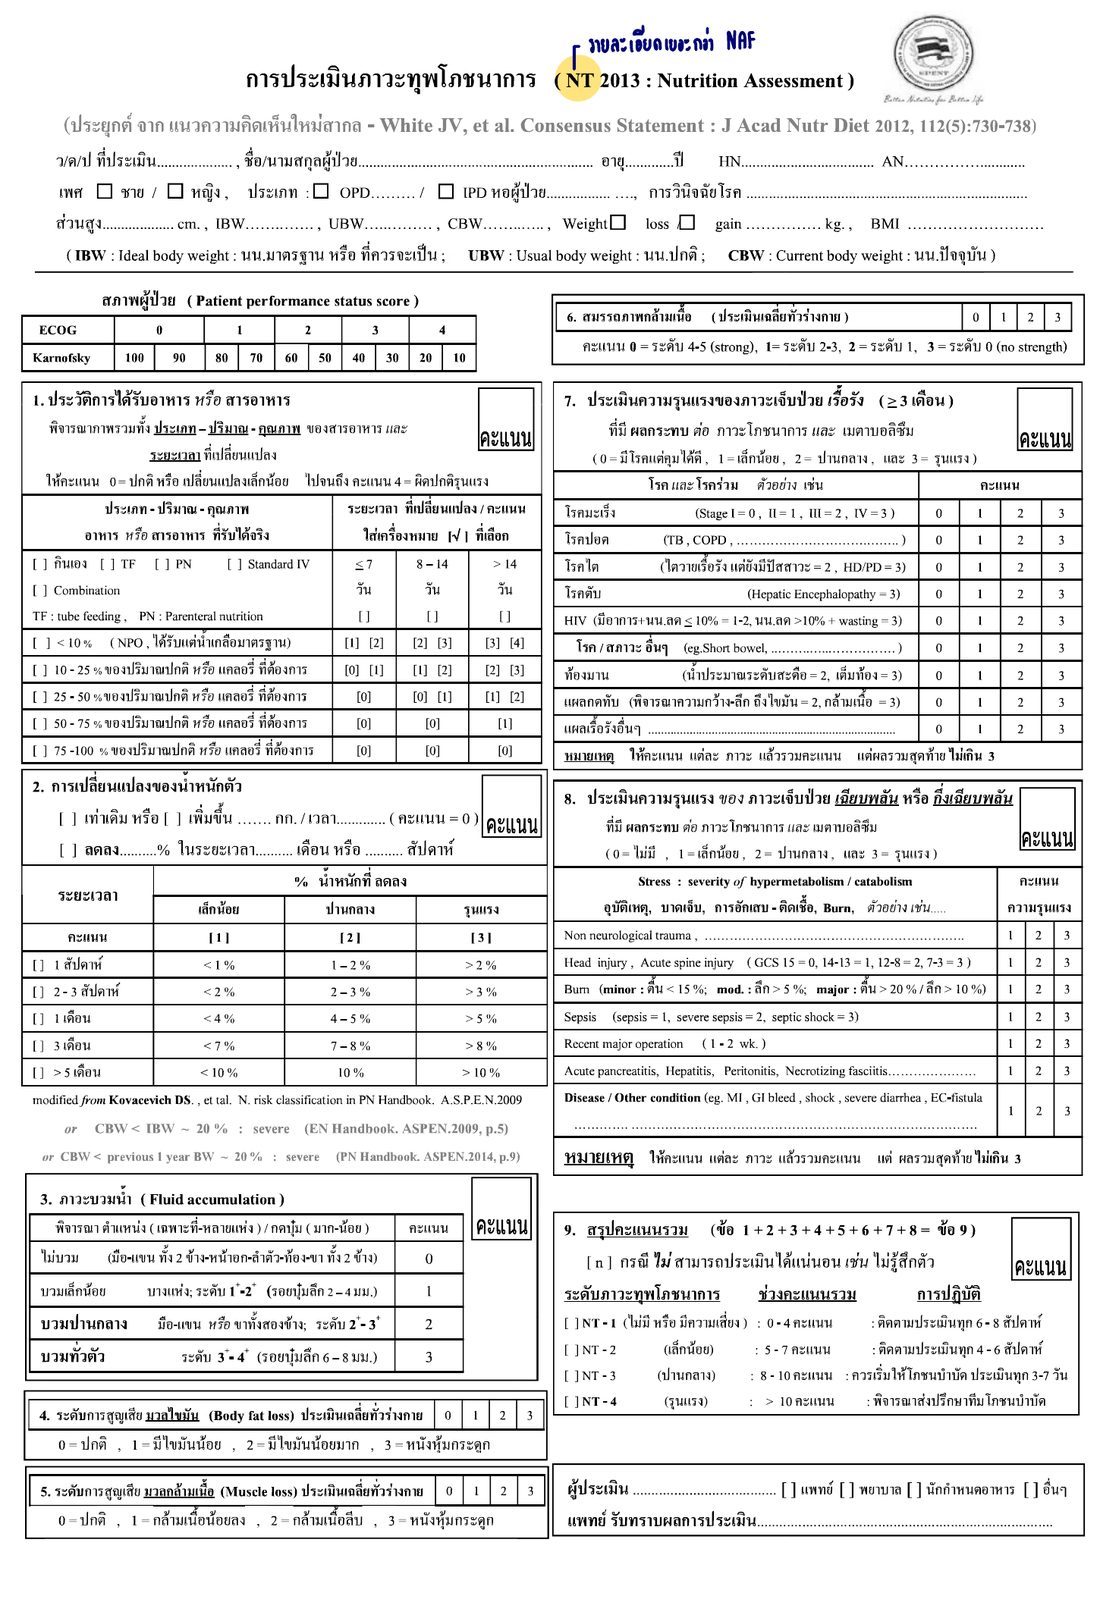 รายละเอียดเยอะกว่า NAF
การประเมินภาวะทุพโภชนาการ ( NT 2013 : Nutrition Assessment )
SPENT
Better Nutrition for Better Life
(ประยุกต์ จาก แนวความคิดเห็นใหม่สากล - White JV, et al. Consensus Statement : J Acad Nutr Diet 2012, 112(5):730-738)
ว/ด/ป ที่ประเมิน.................... , ชื่อ/นามสกุลผู้ป่วย.............................................................. อายุ.............ปี HN................................... AN...........................
เพศ ☐ ชาย / ☐ หญิง , ประเภท : ☐ OPD……… / ☐ IPD หอผู้ป่วย................. …., การวินิจฉัยโรค ...........................................................................
ส่วนสูง................... cm. , IBW................. , UBW................. , CBW................. , Weight ☐ loss / ☐ gain …………… kg. , BMI ………………………
( IBW : Ideal body weight : นน.มาตรฐาน หรือ ที่ควรจะเป็น ; UBW : Usual body weight : นน.ปกติ ; CBW : Current body weight : นน.ปัจจุบัน )
สภาพผู้ป่วย ( Patient performance status score )
ECOG 0 1 2 3 4
Karnofsky 100 90 80 70 60 50 40 30 20 10
1. ประวัติการได้รับอาหาร หรือ สารอาหาร
พิจารณาภาพรวมทั้ง ประเภท – ปริมาณ - คุณภาพ ของสารอาหาร และ
ระยะเวลา ที่เปลี่ยนแปลง
คะแนน
ให้คะแนน 0 = ปกติ หรือ เปลี่ยนแปลงเล็กน้อย ไปจนถึง คะแนน 4 = ผิดปกติรุนแรง
ประเภท - ปริมาณ - คุณภาพ ระยะเวลา ที่เปลี่ยนแปลง / คะแนน
อาหาร หรือ สารอาหาร ที่รับได้จริง ใส่เครื่องหมาย [√ ] ที่เลือก
[ ] กินเอง [ ] TF [ ] PN [ ] Standard IV ≤ 7 8 – 14 > 14
[ ] Combination วัน วัน วัน
TF : tube feeding , PN : Parenteral nutrition [ ] [ ] [ ]
[ ] < 10 % ( NPO , ได้รับแต่น้ำเกลือมาตรฐาน) [1] [2] [2] [3] [3] [4]
[ ] 10 - 25 % ของปริมาณปกติ หรือ แคลอรี่ ที่ต้องการ [0] [1] [1] [2] [2] [3]
[ ] 25 - 50 % ของปริมาณปกติ หรือ แคลอรี่ ที่ต้องการ [0] [0] [1] [1] [2]
[ ] 50 - 75 % ของปริมาณปกติ หรือ แคลอรี่ ที่ต้องการ [0] [0] [1]
[ ] 75 -100 % ของปริมาณปกติ หรือ แคลอรี่ ที่ต้องการ [0] [0] [0]
2. การเปลี่ยนแปลงของน้ำหนักตัว
[ ] เท่าเดิม หรือ [ ] เพิ่มขึ้น ……. กก. / เวลา............. ( คะแนน = 0 )
คะแนน
[ ] ลดลง..........% ในระยะเวลา.......... เดือน หรือ .......... สัปดาห์
ระยะเวลา % น้ำหนักที่ ลดลง
เล็กน้อย ปานกลาง รุนแรง
คะแนน [ 1 ] [ 2 ] [ 3 ]
[ ] 1 สัปดาห์ < 1 % 1 – 2 % > 2 %
[ ] 2 - 3 สัปดาห์ < 2 % 2 – 3 % > 3 %
[ ] 1 เดือน < 4 % 4 – 5 % > 5 %
[ ] 3 เดือน < 7 % 7 – 8 % > 8 %
[ ] > 5 เดือน < 10 % 10 % > 10 %
modified from Kovacevich DS. , et tal. N. risk classification in PN Handbook. A.S.P.E.N.2009
or CBW < IBW ~ 20 % : severe (EN Handbook. ASPEN.2009, p.5)
or CBW < previous 1 year BW ~ 20 % : severe (PN Handbook. ASPEN.2014, p.9)
3. ภาวะบวมน้ำ ( Fluid accumulation )
คะแนน
พิจารณา ตำแหน่ง ( เฉพาะที่-หลายแห่ง ) / กดบุ๋ม ( มาก-น้อย ) คะแนน
ไม่บวม (มือ-แขน ทั้ง 2 ข้าง-หน้าอก-ลำตัว-ท้อง-ขา ทั้ง 2 ข้าง) 0
บวมเล็กน้อย บางแห่ง; ระดับ 1⁺-2⁺ (รอยบุ๋มลึก 2 – 4 มม.) 1
บวมปานกลาง มือ-แขน หรือ ขาทั้งสองข้าง; ระดับ 2⁺- 3⁺ 2
บวมทั่วตัว ระดับ 3⁺- 4⁺ (รอยบุ๋มลึก 6 – 8 มม.) 3
4. ระดับการสูญเสีย มวลไขมัน (Body fat loss) ประเมินเฉลี่ยทั่วร่างกาย 0 1 2 3
0 = ปกติ , 1 = มีไขมันน้อย , 2 = มีไขมันน้อยมาก , 3 = หนังหุ้มกระดูก
5. ระดับการสูญเสีย มวลกล้ามเนื้อ (Muscle loss) ประเมินเฉลี่ยทั่วร่างกาย 0 1 2 3
0 = ปกติ , 1 = กล้ามเนื้อน้อยลง , 2 = กล้ามเนื้อลีบ , 3 = หนังหุ้มกระดูก
6. สมรรถภาพกล้ามเนื้อ ( ประเมินเฉลี่ยทั่วร่างกาย ) 0 1 2 3
คะแนน 0 = ระดับ 4-5 (strong), 1= ระดับ 2-3, 2 = ระดับ 1, 3 = ระดับ 0 (no strength)
7. ประเมินความรุนแรงของภาวะเจ็บป่วย เรื้อรัง ( ≥ 3 เดือน )
ที่มี ผลกระทบ ต่อ ภาวะโภชนาการ และ เมตาบอลิซึม
คะแนน
( 0 = มีโรคแต่คุมได้ดี , 1 = เล็กน้อย , 2 = ปานกลาง , และ 3 = รุนแรง )
โรค และ โรคร่วม ตัวอย่าง เช่น คะแนน
โรคมะเร็ง (Stage I = 0 , II = 1 , III = 2 , IV = 3 ) 0 1 2 3
โรคปอด (TB , COPD , ……………………………… ) 0 1 2 3
โรคไต (ไตวายเรื้อรัง แต่ยังมีปัสสาวะ = 2 , HD/PD = 3) 0 1 2 3
โรคตับ (Hepatic Encephalopathy = 3) 0 1 2 3
HIV (มีอาการ+นน.ลด ≤ 10% = 1-2, นน.ลด >10% + wasting = 3) 0 1 2 3
โรค / สภาวะ อื่นๆ (eg.Short bowel, ................................ ) 0 1 2 3
ท้องมาน (น้ำประมาณระดับสะดือ = 2, เต็มท้อง = 3) 0 1 2 3
แผลกดทับ (พิจารณาความกว้าง-ลึก ถึงไขมัน = 2, กล้ามเนื้อ = 3) 0 1 2 3
แผลเรื้อรังอื่นๆ .................................................................. 0 1 2 3
หมายเหตุ ให้คะแนน แต่ละ ภาวะ แล้วรวมคะแนน แต่ผลรวมสุดท้าย ไม่เกิน 3
8. ประเมินความรุนแรง ของ ภาวะเจ็บป่วย เฉียบพลัน หรือ กึ่งเฉียบพลัน
ที่มี ผลกระทบ ต่อ ภาวะโภชนาการ และ เมตาบอลิซึม
คะแนน
( 0 = ไม่มี , 1 = เล็กน้อย , 2 = ปานกลาง , และ 3 = รุนแรง )
Stress : severity of hypermetabolism / catabolism คะแนน
อุบัติเหตุ, บาดเจ็บ, การอักเสบ - ติดเชื้อ, Burn, ตัวอย่าง เช่น..... ความรุนแรง
Non neurological trauma , ………………………………………………… 1 2 3
Head injury , Acute spine injury ( GCS 15 = 0, 14-13 = 1, 12-8 = 2, 7-3 = 3 ) 1 2 3
Burn (minor : ตื้น < 15 %; mod. : ลึก > 5 %; major : ตื้น > 20 % / ลึก > 10 %) 1 2 3
Sepsis (sepsis = 1, severe sepsis = 2, septic shock = 3) 1 2 3
Recent major operation ( 1 - 2 wk. ) 1 2 3
Acute pancreatitis, Hepatitis, Peritonitis, Necrotizing fasciitis………………… 1 2 3
Disease / Other condition (eg. MI , GI bleed , shock , severe diarrhea , EC-fistula
………………………………………………………………………… 1 2 3
หมายเหตุ ให้คะแนน แต่ละ ภาวะ แล้วรวมคะแนน แต่ ผลรวมสุดท้าย ไม่เกิน 3
9. สรุปคะแนนรวม (ข้อ 1 + 2 + 3 + 4 + 5 + 6 + 7 + 8 = ข้อ 9 )
[ n ] กรณี ไม่ สามารถประเมินได้แน่นอน เช่น ไม่รู้สึกตัว
คะแนน
ระดับภาวะทุพโภชนาการ ช่วงคะแนนรวม การปฏิบัติ
[ ] NT - 1 (ไม่มี หรือ มีความเสี่ยง ) : 0 - 4 คะแนน : ติดตามประเมินทุก 6 - 8 สัปดาห์
[ ] NT - 2 (เล็กน้อย) : 5 - 7 คะแนน : ติดตามประเมินทุก 4 - 6 สัปดาห์
[ ] NT - 3 (ปานกลาง) : 8 - 10 คะแนน : ควรเริ่มให้โภชนบำบัด ประเมินทุก 3-7 วัน
[ ] NT - 4 (รุนแรง) : > 10 คะแนน : พิจารณาส่งปรึกษาทีมโภชนบำบัด
ผู้ประเมิน .................................... [ ] แพทย์ [ ] พยาบาล [ ] นักกำหนดอาหาร [ ] อื่นๆ
แพทย์ รับทราบผลการประเมิน...........................................................................